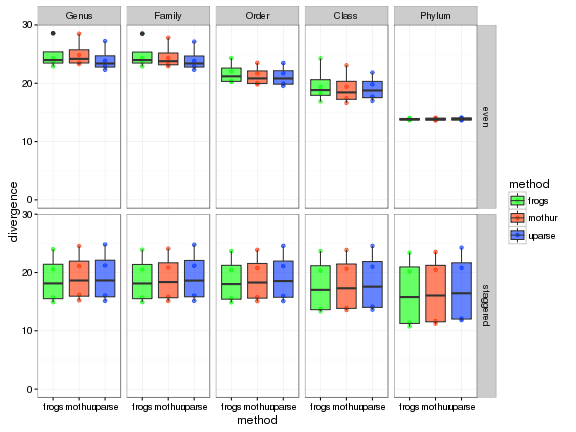 Genus Family Order Class Phylum
30
20
10
0
even
30
20
10
0
staggered
divergence
frogs mothur uparse frogs mothur uparse frogs mothur uparse frogs mothur uparse frogs mothur uparse
method
method
frogs
mothur
uparse